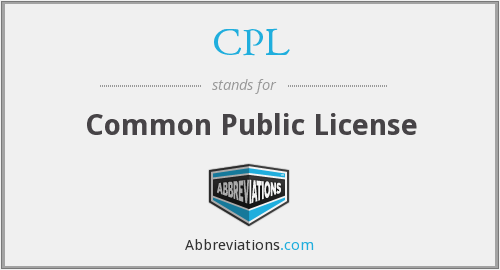 CPL
stands for
Common Public License
ABBREVIATIONS
Abbreviations.com